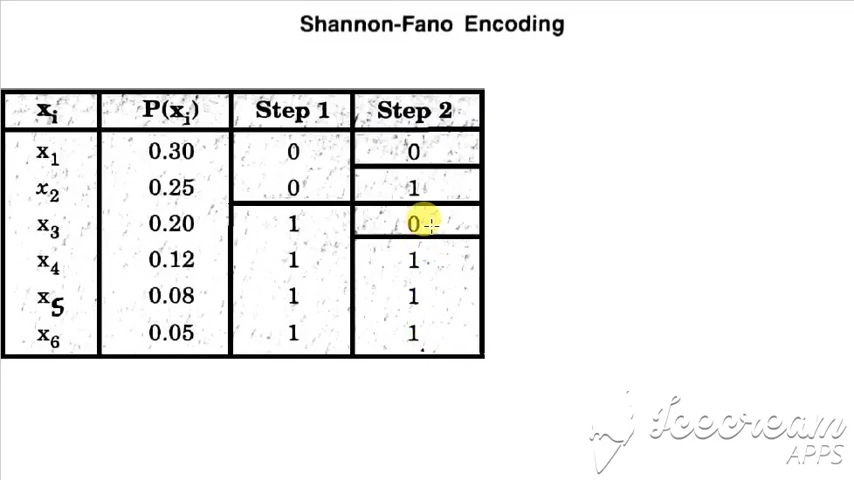 Shannon-Fano Encoding
xi P(xi) Step 1 Step 2
x1 0.30 0 0
x2 0.25 0 1
x3 0.20 1 0
x4 0.12 1 1
x5 0.08 1 1
x6 0.05 1 1
Icecream
APPS